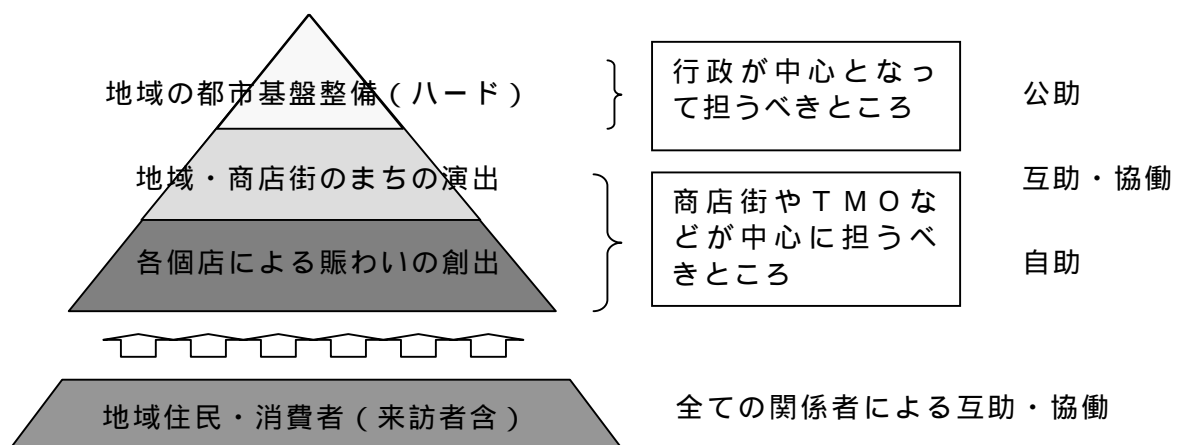 地域の都市基盤整備（ハード）
行政が中心となっ
て担うべきところ
公助
地域・商店街のまちの演出
互助・協働
商店街やＴＭＯな
どが中心に担うべ
きところ
各個店による賑わいの創出
自助
地域住民・消費者（来訪者含）
全ての関係者による互助・協働